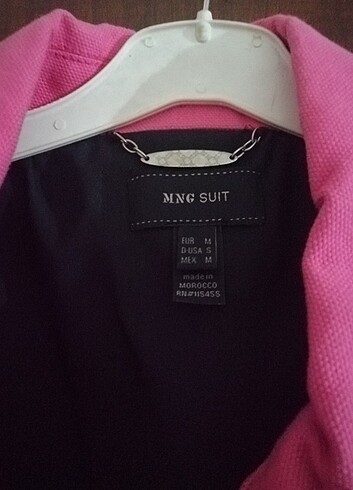 MNG SUIT
EUR M
D-USA S
MEX M
made in
MOROCCO
RN#115455